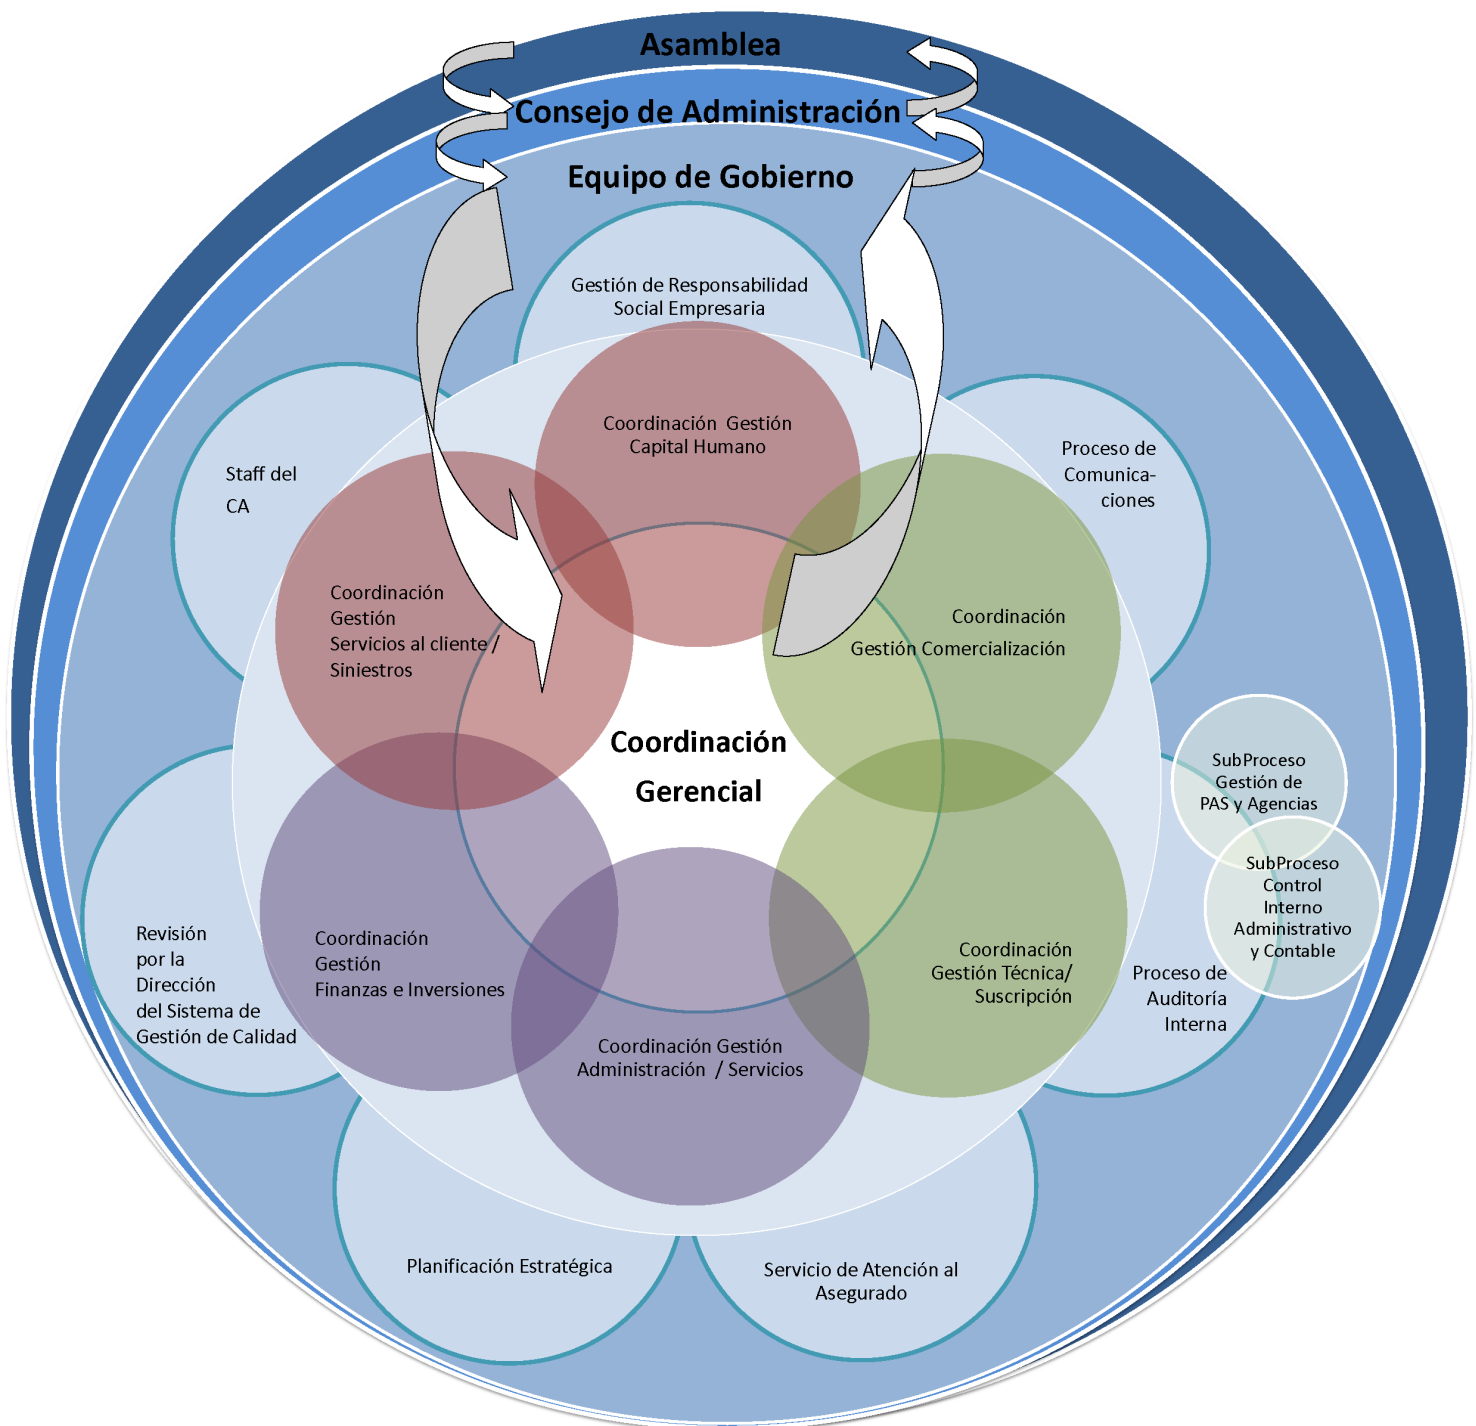 Asamblea
Consejo de Administración
Equipo de Gobierno
Gestión de Responsabilidad
Social Empresaria
Coordinación Gestión
Capital Humano
Staff del
CA
Proceso de
Comunica-
ciones
Coordinación
Gestión
Servicios al cliente /
Siniestros
Coordinación
Gestión Comercialización
Coordinación
Gerencial
SubProceso
Gestión de
PAS y Agencias
SubProceso
Control
Interno
Administrativo
y Contable
Revisión
por la
Dirección
del Sistema de
Gestión de Calidad
Coordinación
Gestión
Finanzas e Inversiones
Coordinación
Gestión Técnica/
Suscripción
Proceso de
Auditoría
Interna
Coordinación Gestión
Administración / Servicios
Planificación Estratégica
Servicio de Atención al
Asegurado